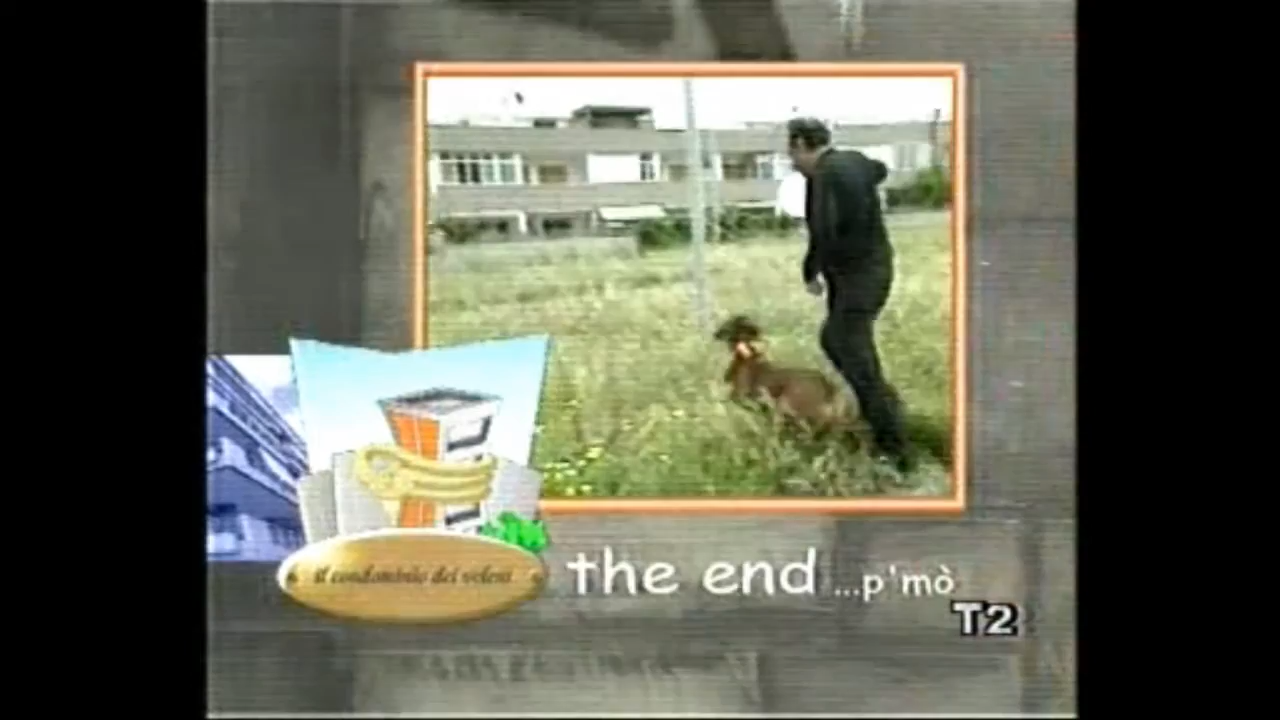 il condominio dei veleni
the end ...p'mò
T2